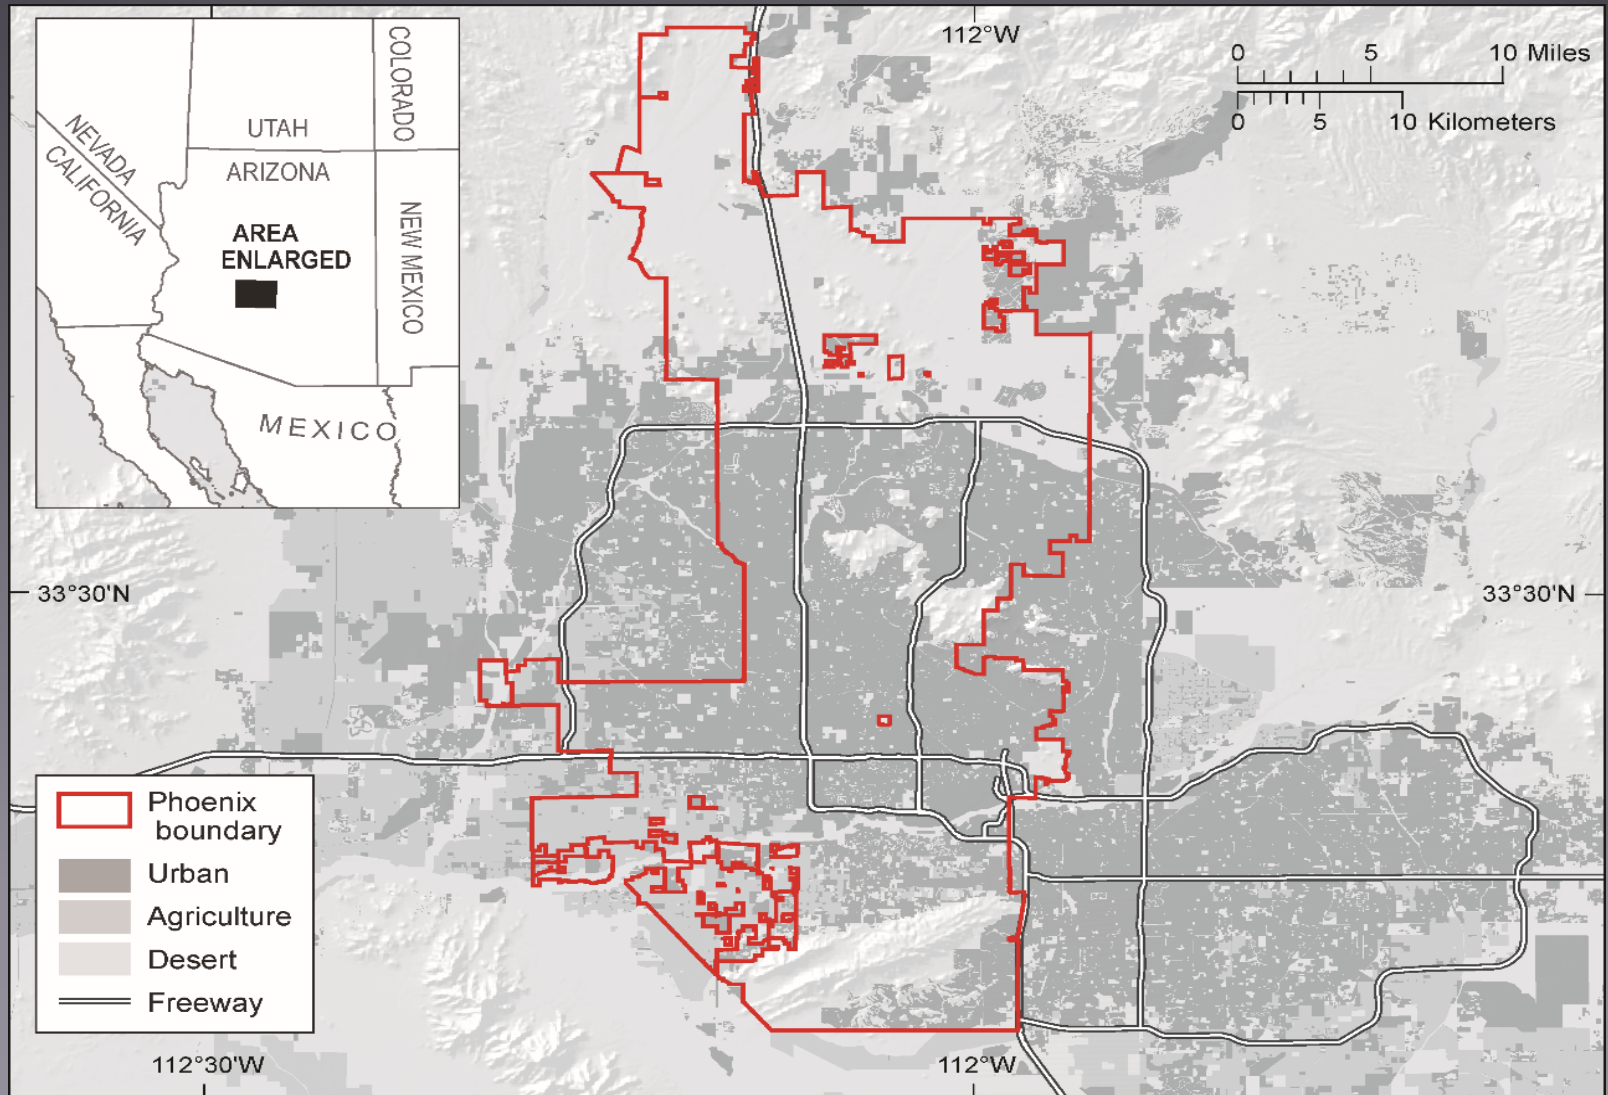 112°W
0 5 10 Miles
0 5 10 Kilometers
COLORADO
UTAH
NEVADA
CALIFORNIA
ARIZONA
NEW MEXICO
AREA
ENLARGED
MEXICO
33°30'N
33°30'N
Phoenix
boundary
Urban
Agriculture
Desert
Freeway
112°30'W
112°W